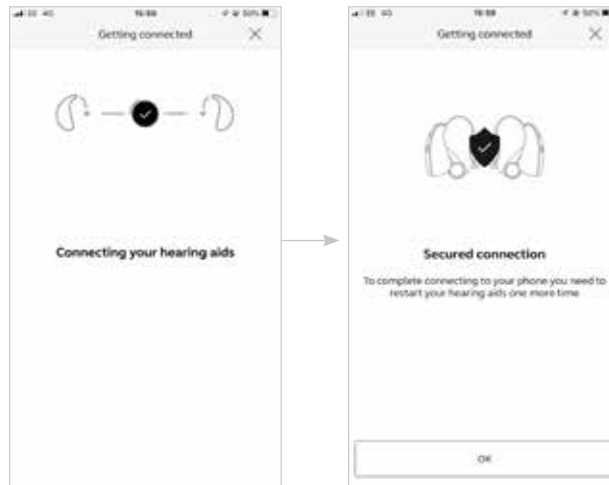 Getting connected
Connecting your hearing aids
Getting connected
Secured connection
To complete connecting to your phone you need to
restart your hearing aids one more time
OK